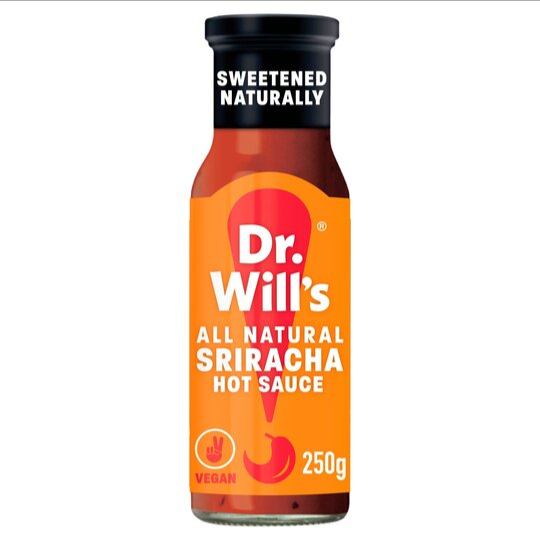 SWEETENED
NATURALLY
Dr.®
Will's
ALL NATURAL
SRIRACHA
HOT SAUCE
VEGAN
250g